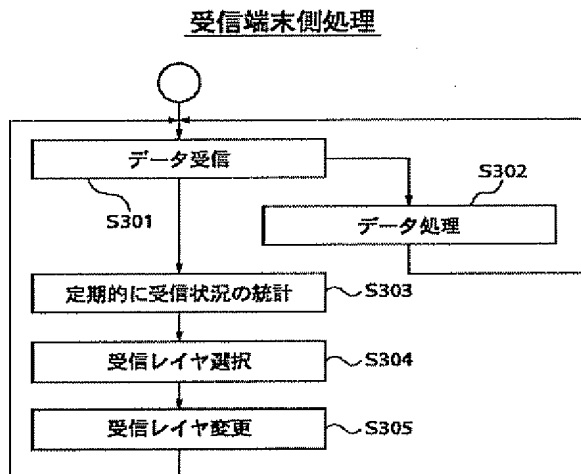 受信端末側処理
データ受信
S301
S302
データ処理
定期的に受信状況の統計
S303
受信レイヤ選択
S304
受信レイヤ変更
S305